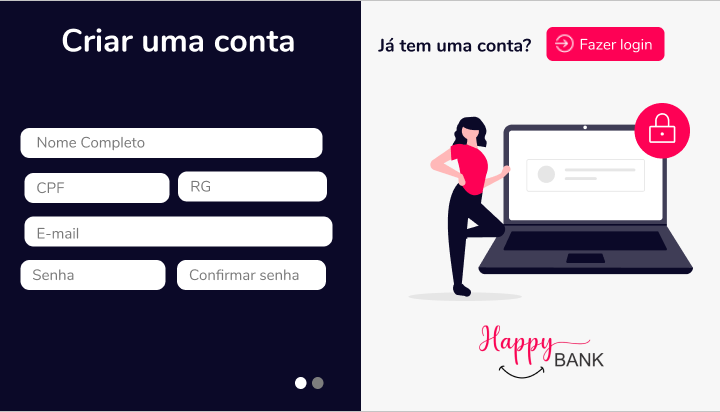 Criar uma conta
Nome Completo
CPF
RG
E-mail
Senha
Confirmar senha
Já tem uma conta?
Fazer login
Happy
BANK